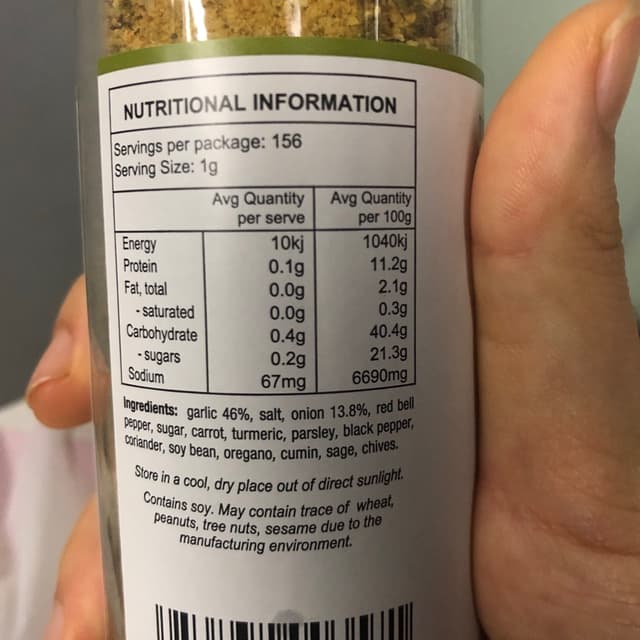 NUTRITIONAL INFORMATION
Servings per package: 156
Serving Size: 1g
Avg Quantity per serve Avg Quantity per 100g
Energy 10kj 1040kj
Protein 0.1g 11.2g
Fat, total 0.0g 2.1g
- saturated 0.0g 0.3g
Carbohydrate 0.4g 40.4g
- sugars 0.2g 21.3g
Sodium 67mg 6690mg
Ingredients: garlic 46%, salt, onion 13.8%, red bell
pepper, sugar, carrot, turmeric, parsley, black pepper,
coriander, soy bean, oregano, cumin, sage, chives.
Store in a cool, dry place out of direct sunlight.
Contains soy. May contain trace of wheat,
peanuts, tree nuts, sesame due to the
manufacturing environment.